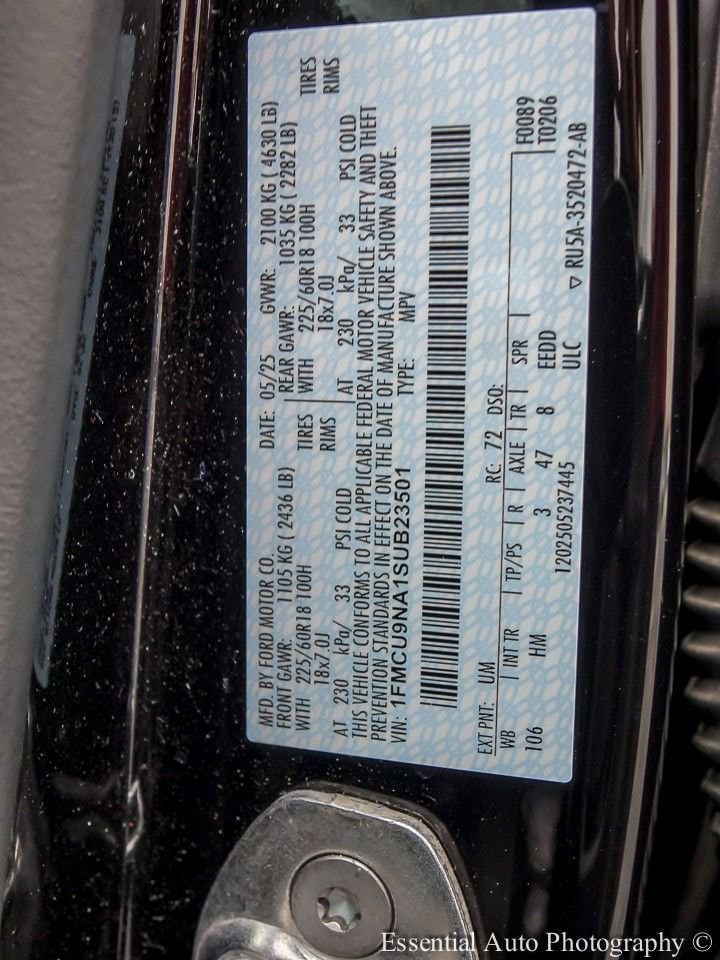 MFD. BY FORD MOTOR CO. DATE: 05/25 GVWR: 2100 KG ( 4630 LB)
FRONT GAWR: 1105 KG ( 2436 LB) REAR GAWR: 1035 KG ( 2282 LB)
WITH 225/60R18 100H TIRES WITH 225/60R18 100H TIRES
18x7.0J RIMS 18x7.0J RIMS
AT 230 kPa/ 33 PSI COLD AT 230 kPa/ 33 PSI COLD
THIS VEHICLE CONFORMS TO ALL APPLICABLE FEDERAL MOTOR VEHICLE SAFETY AND THEFT
PREVENTION STANDARDS IN EFFECT ON THE DATE OF MANUFACTURE SHOWN ABOVE.
VIN: 1FMCU9NA1SUB23501 TYPE: MPV
EXT PNT: UM RC: 72 DSO: F0089
WB INT TR TP/PS R AXLE TR SPR T0206
106 HM 3 47 8 EEDD
1202505237445 ULC ▽ RU5A-3520472-AB
Essential Auto Photography ©